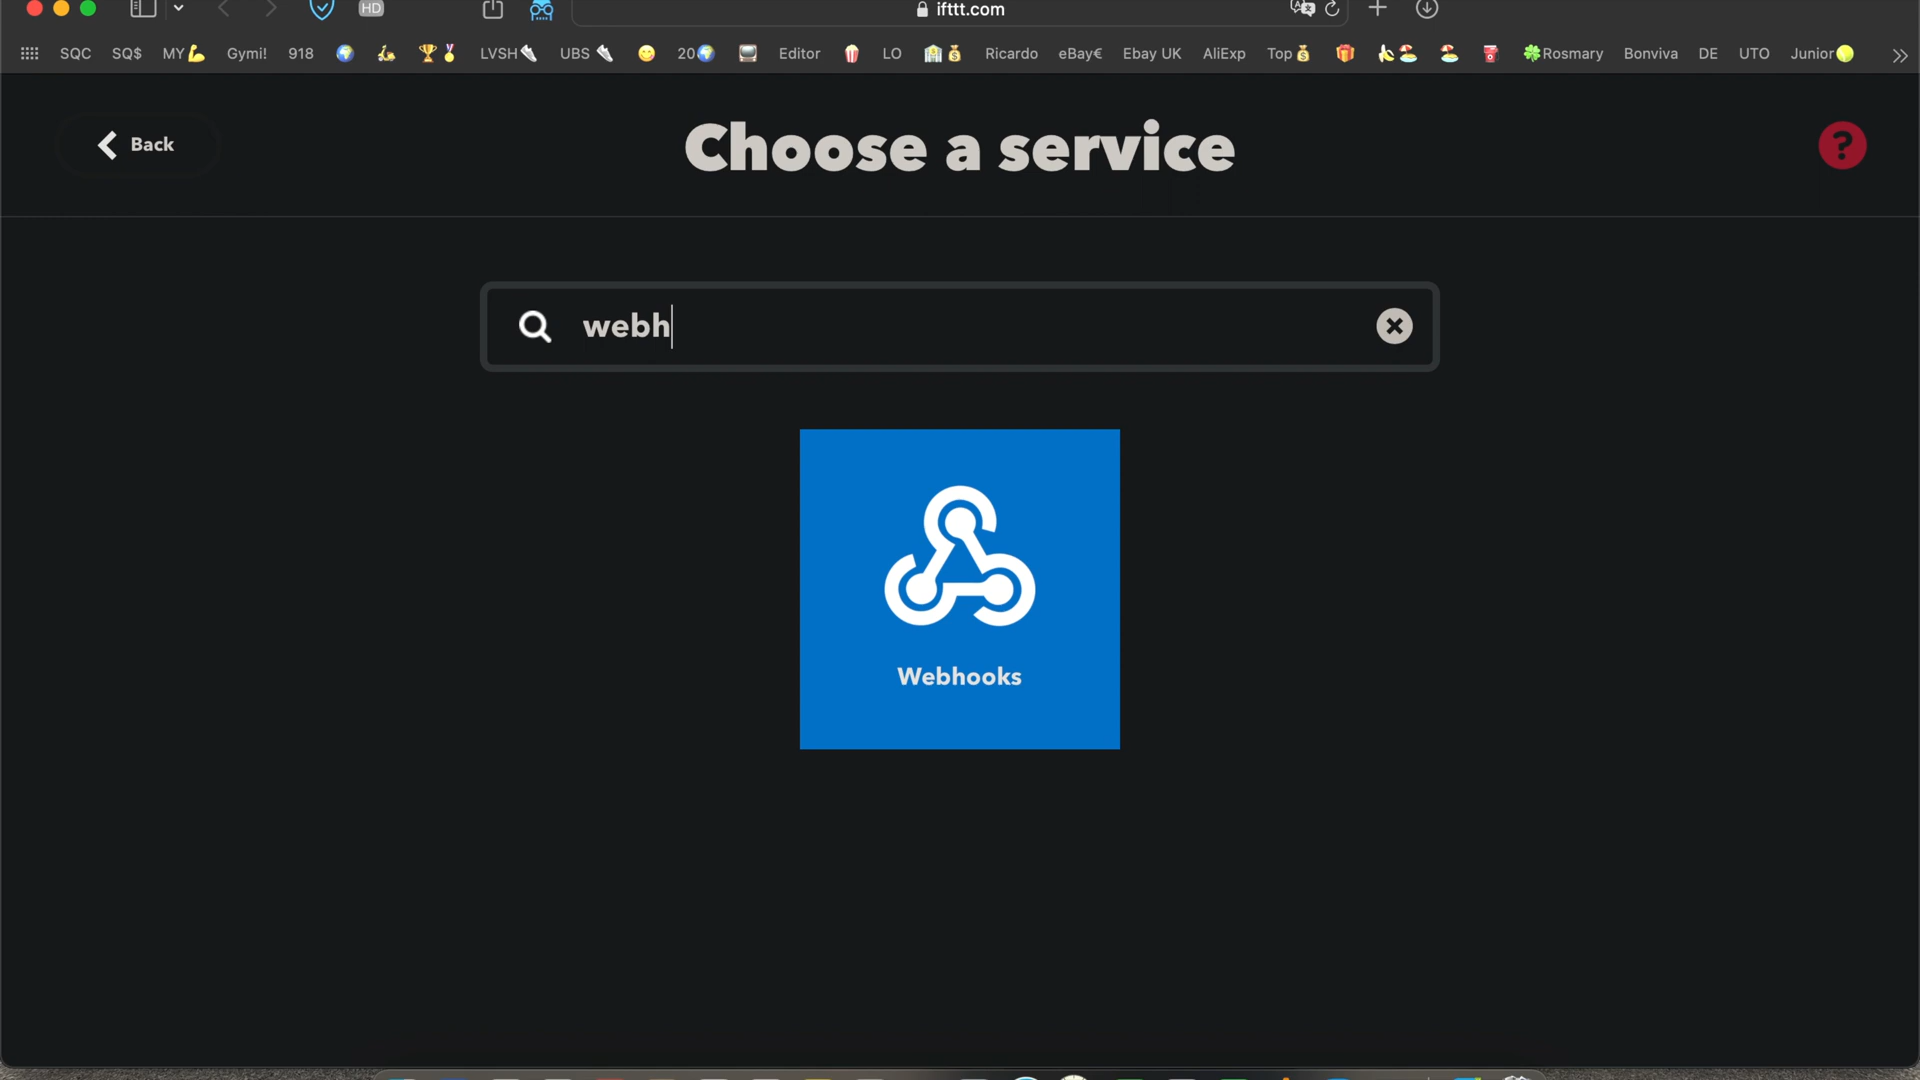 HD
ifttt.com
SQC SQ$ MY Gymi! 918 LVSH UBS 20 Editor LO Ricardo eBay€ Ebay UK AliExp Top Rosmary Bonviva DE UTO Junior
Back
Choose a service
?
webh
Webhooks